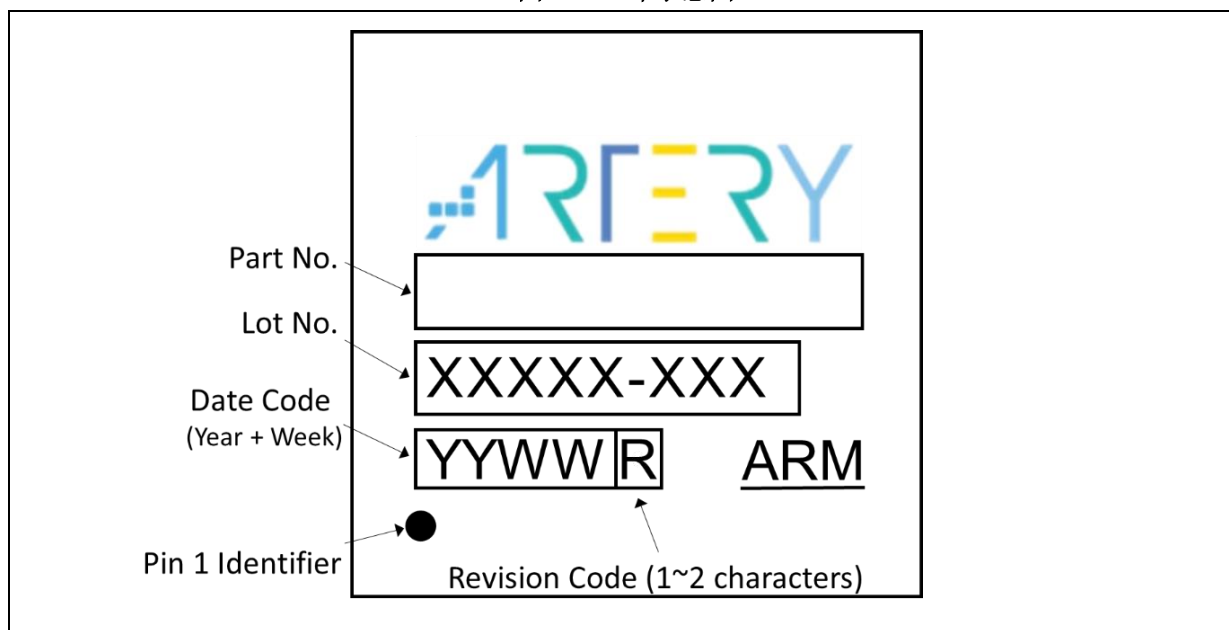 ARTERY
Part No.
Lot No.
XXXXX-XXX
Date Code
(Year + Week)
YYWW R
ARM
Pin 1 Identifier
Revision Code (1~2 characters)